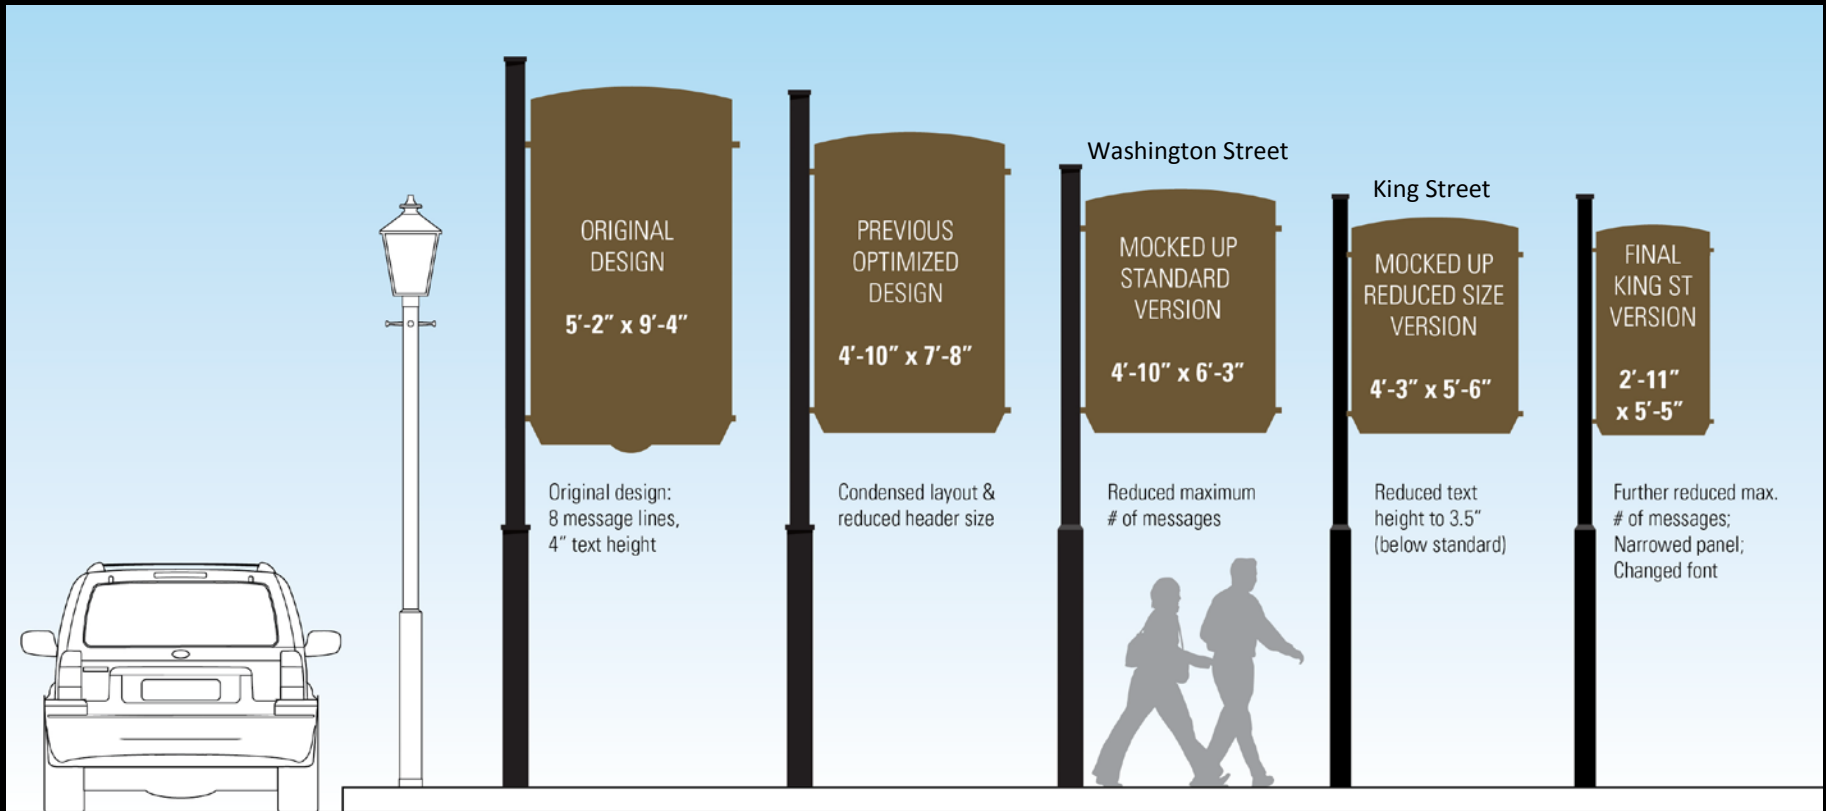 ORIGINAL
DESIGN
5′-2″ x 9′-4″
Original design:
8 message lines,
4″ text height
PREVIOUS
OPTIMIZED
DESIGN
4′-10″ x 7′-8″
Condensed layout &
reduced header size
Washington Street
MOCKED UP
STANDARD
VERSION
4′-10″ x 6′-3″
Reduced maximum
# of messages
King Street
MOCKED UP
REDUCED SIZE
VERSION
4′-3″ x 5′-6″
Reduced text
height to 3.5″
(below standard)
FINAL
KING ST
VERSION
2′-11″
x 5′-5″
Further reduced max.
# of messages;
Narrowed panel;
Changed font